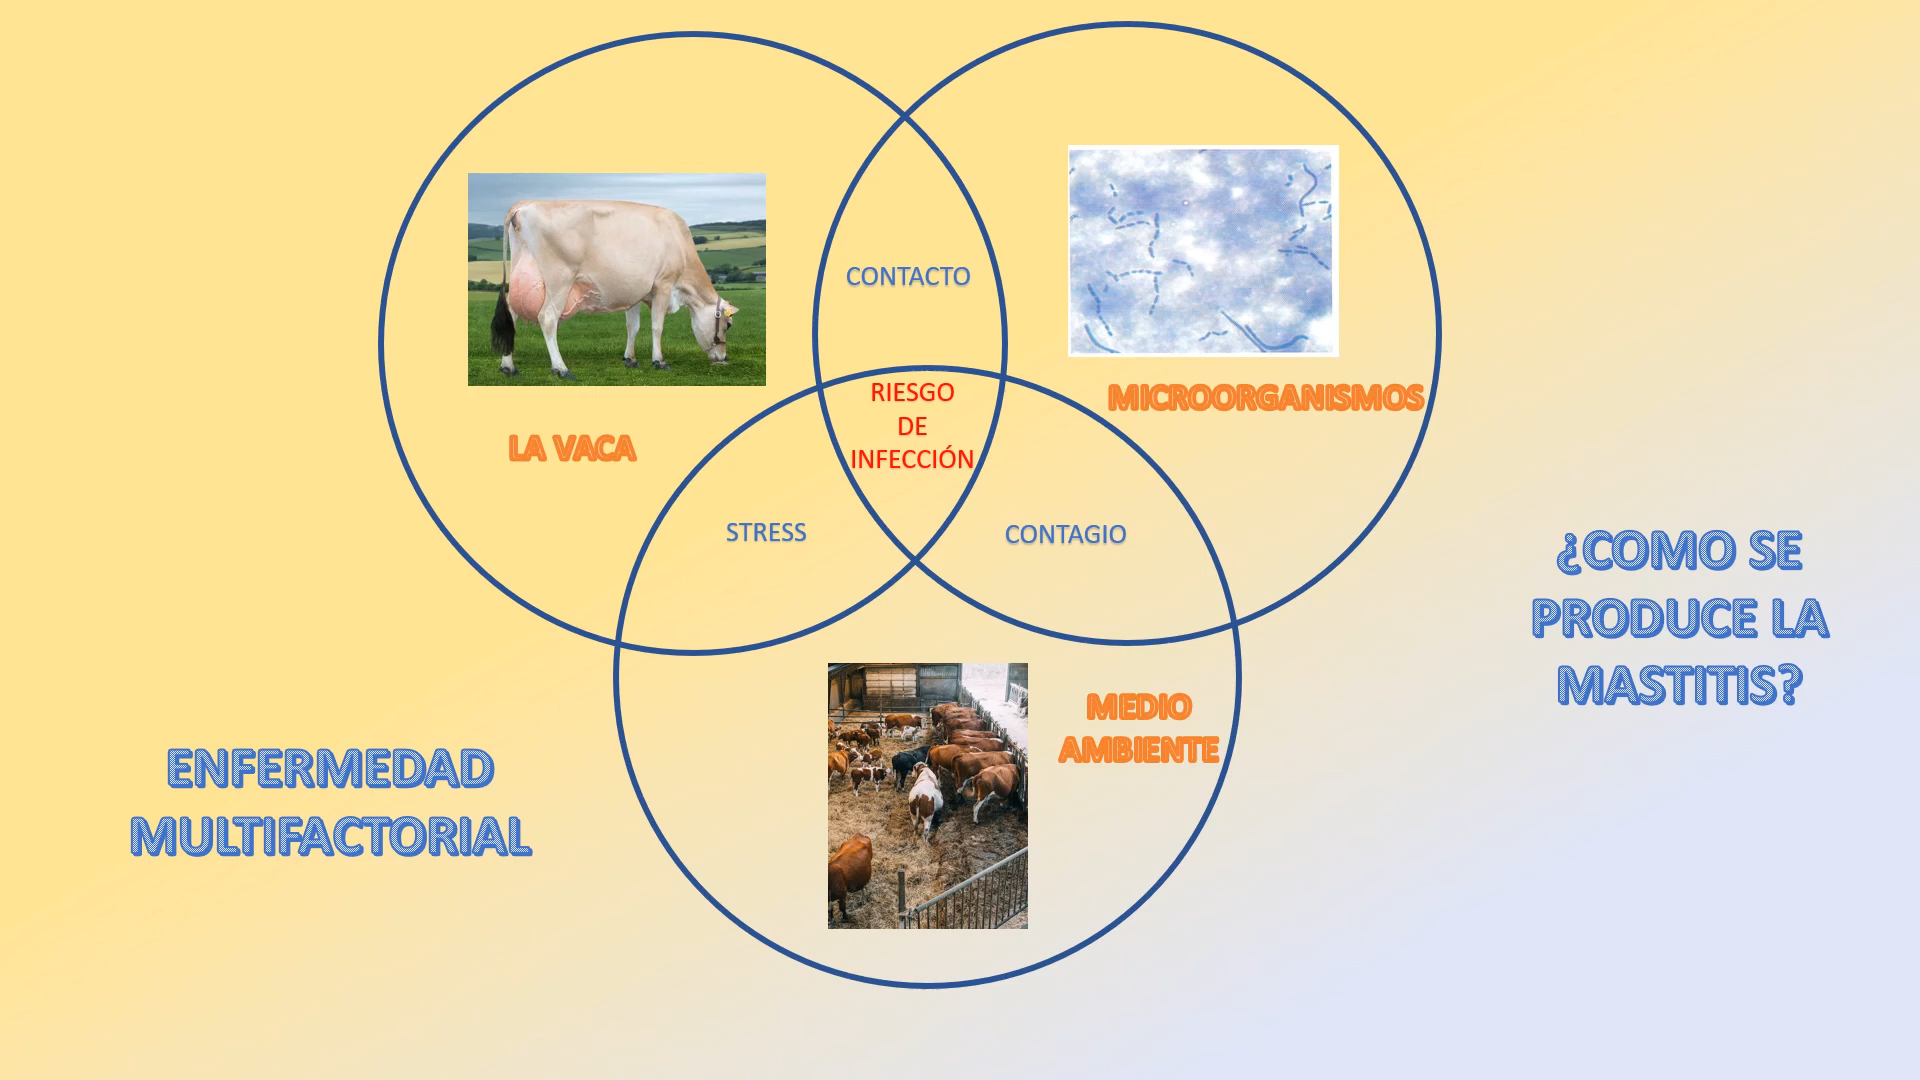 CONTACTO
RIESGO
DE
INFECCIÓN
MICROORGANISMOS
LA VACA
STRESS
CONTAGIO
¿COMO SE
PRODUCE LA
MASTITIS?
MEDIO
AMBIENTE
ENFERMEDAD
MULTIFACTORIAL